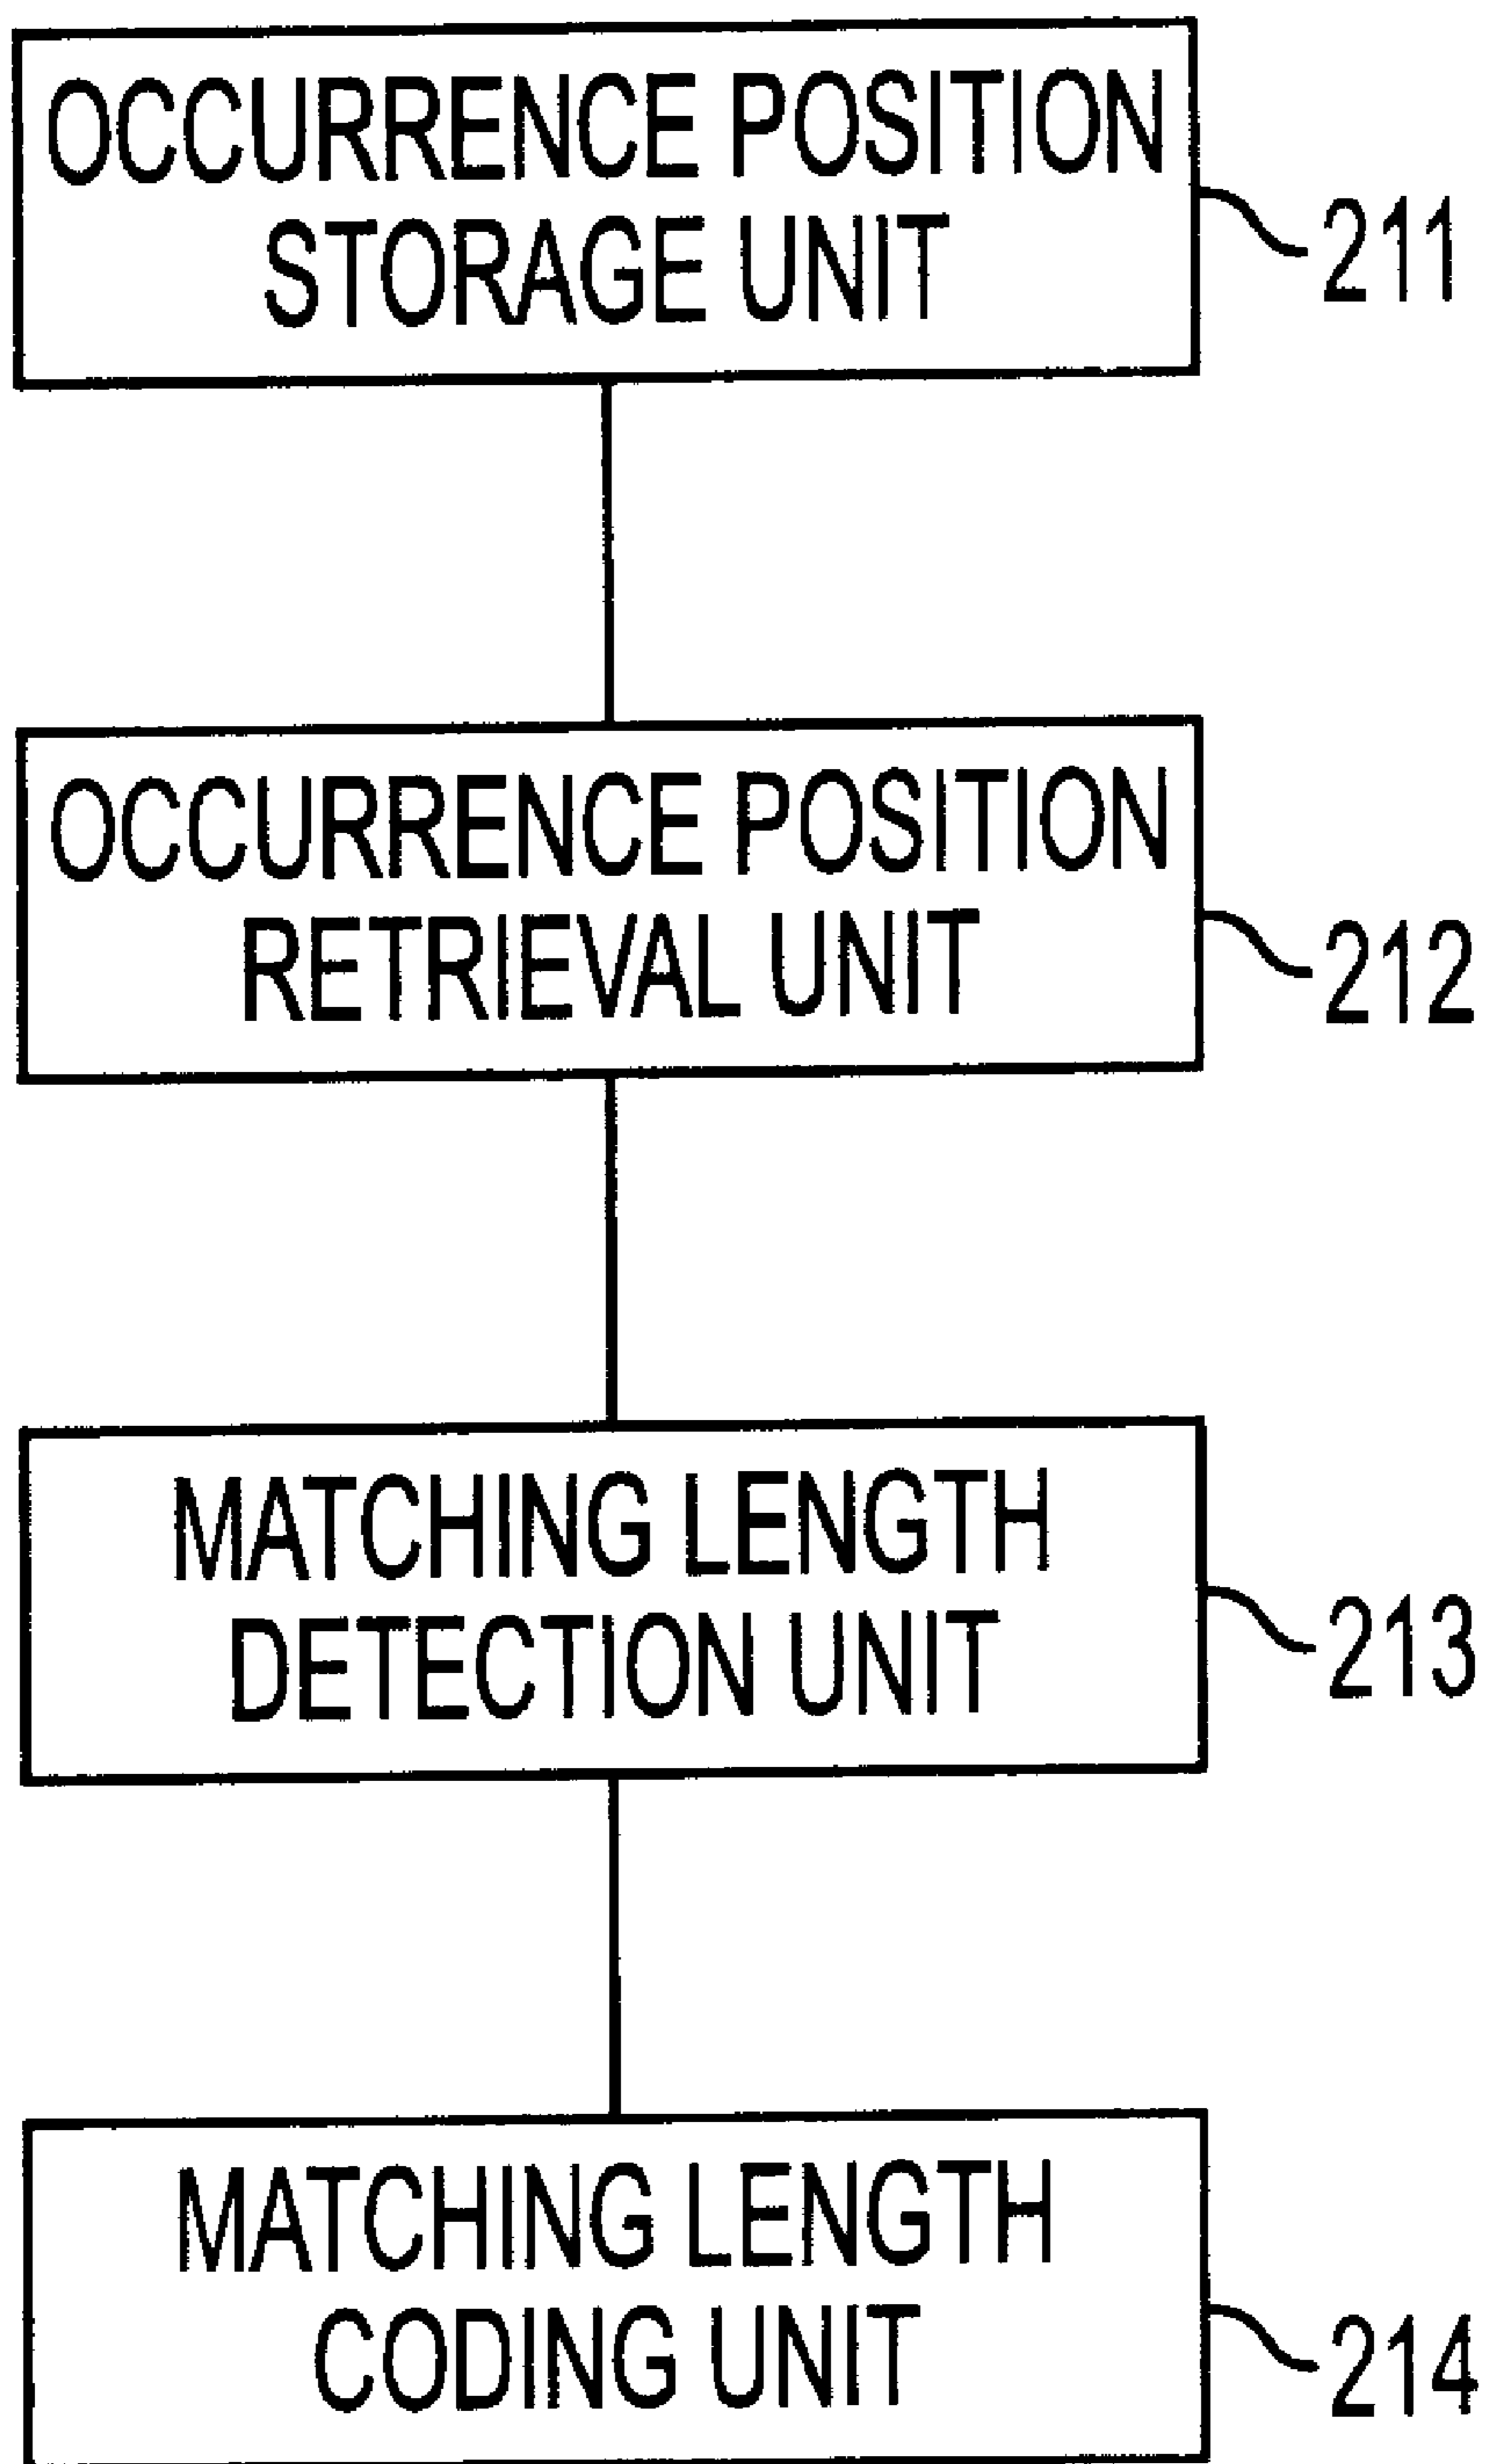 OCCURRENCE POSITION
STORAGE UNIT
211
OCCURRENCE POSITION
RETRIEVAL UNIT
212
MATCHING LENGTH
DETECTION UNIT
213
MATCHING LENGTH
CODING UNIT
214